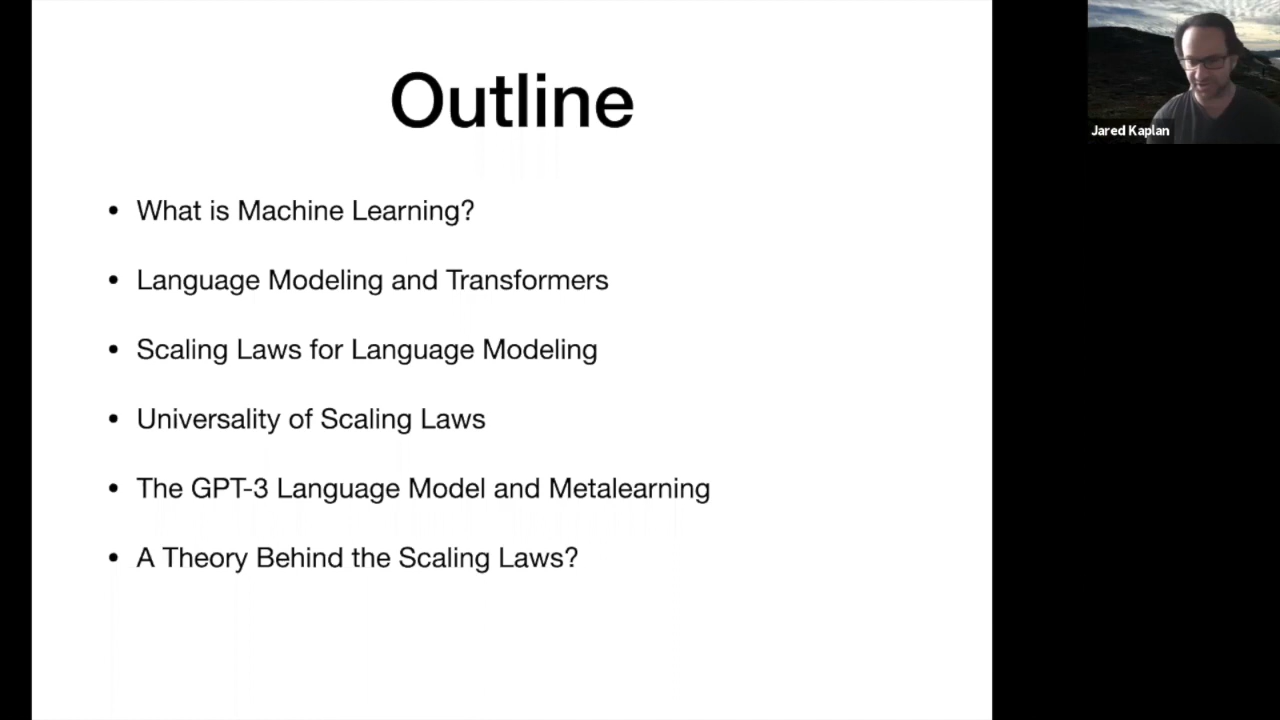 Outline
• What is Machine Learning?
• Language Modeling and Transformers
• Scaling Laws for Language Modeling
• Universality of Scaling Laws
• The GPT-3 Language Model and Metalearning
• A Theory Behind the Scaling Laws?
Jared Kaplan